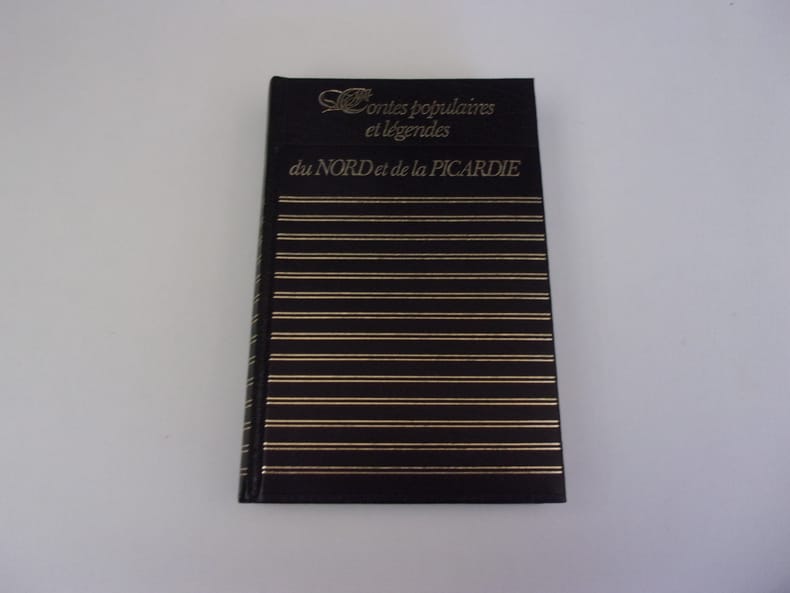 Contes populaires
et légendes
du NORD et de la PICARDIE